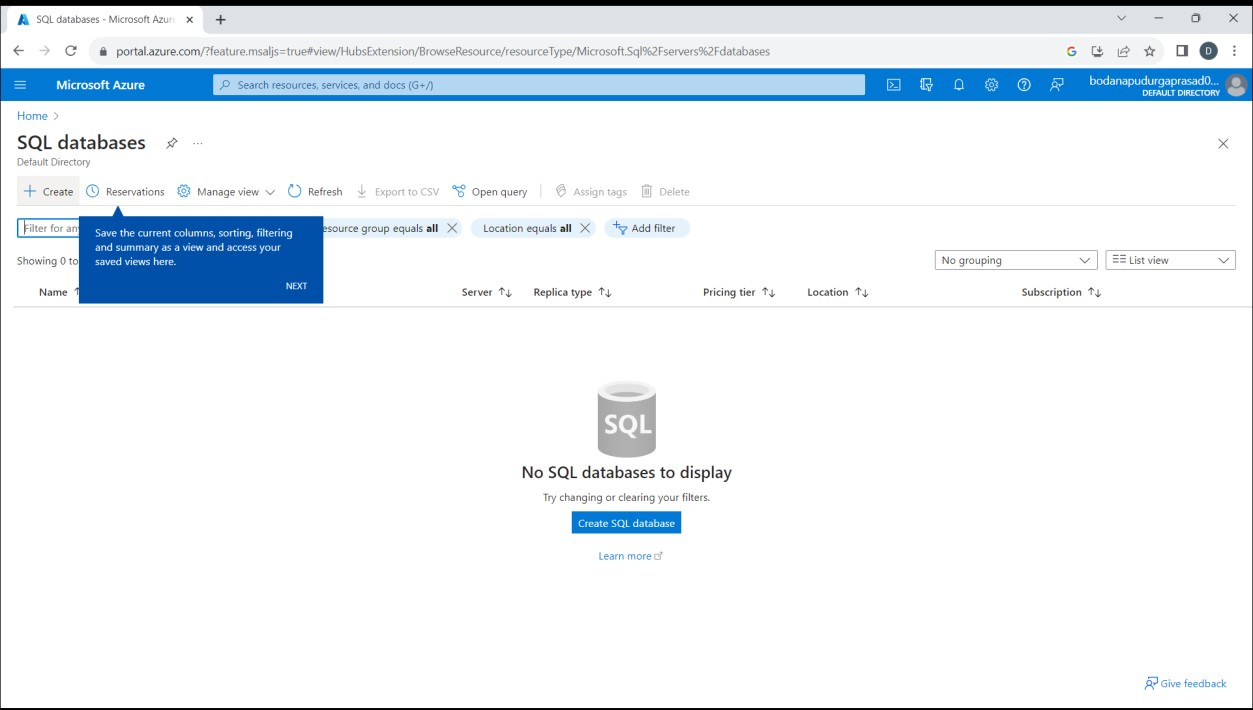 SQL databases - Microsoft Azure
portal.azure.com/?feature.msaljs=true#view/HubsExtension/BrowseResource/resourceType/Microsoft.Sql%2Fservers%2Fdatabases
G
D
Microsoft Azure
Search resources, services, and docs (G+/)
bodanapudurgaprasad0...
DEFAULT DIRECTORY
Home >
SQL databases
Default Directory
Create Reservations Manage view Refresh Export to CSV Open query Assign tags Delete
Filter for an Resource group equals all Location equals all Add filter
Save the current columns, sorting, filtering
and summary as a view and access your
saved views here.
NEXT
Showing 0 to
No grouping List view
Name Server Replica type Pricing tier Location Subscription
SQL
No SQL databases to display
Try changing or clearing your filters.
Create SQL database
Learn more
Give feedback